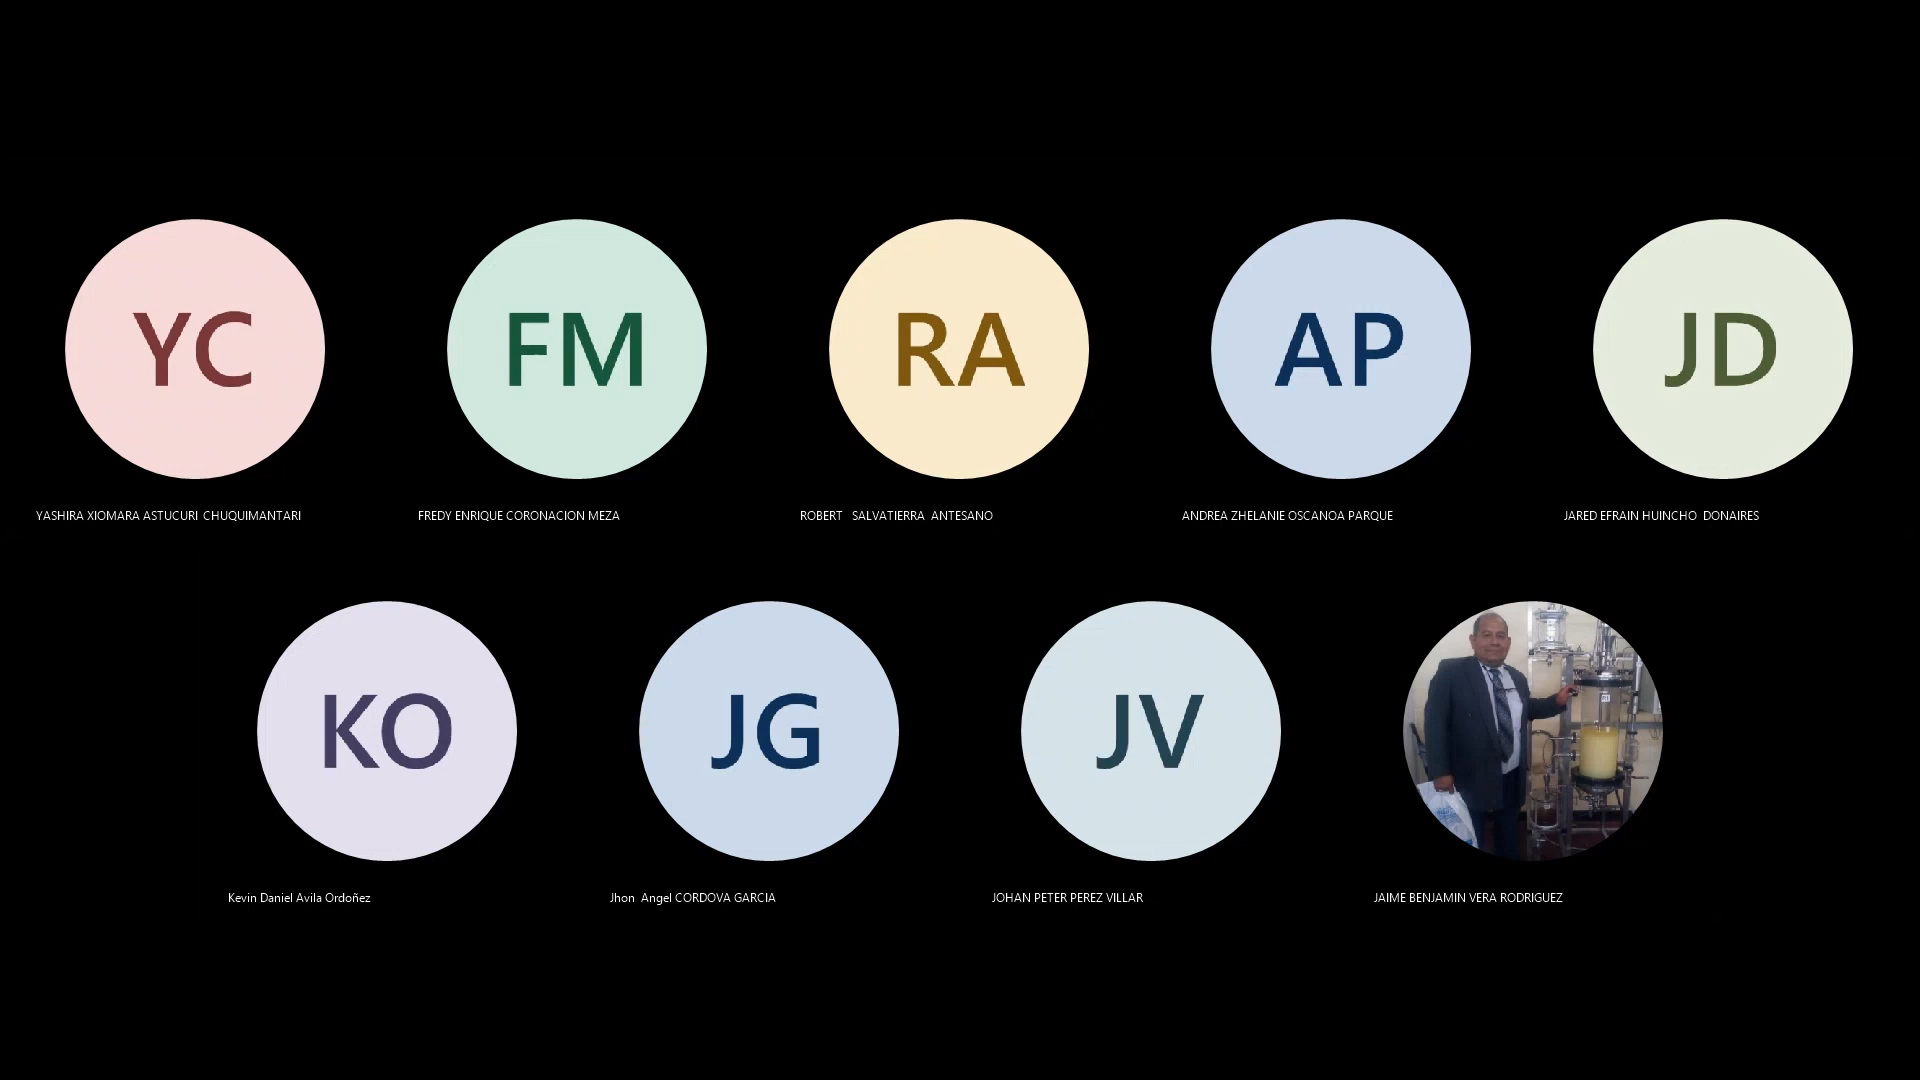 YC
FM
RA
AP
JD
YASHIRA XIOMARA ASTUCURI CHUQUIMANTARI
FREDY ENRIQUE CORONACION MEZA
ROBERT SALVATIERRA ANTESANO
ANDREA ZHELANIE OSCANOA PARQUE
JARED EFRAIN HUINCHO DONAIRES
KO
JG
JV
Kevin Daniel Avila Ordoñez
Jhon Angel CORDOVA GARCIA
JOHAN PETER PEREZ VILLAR
JAIME BENJAMIN VERA RODRIGUEZ